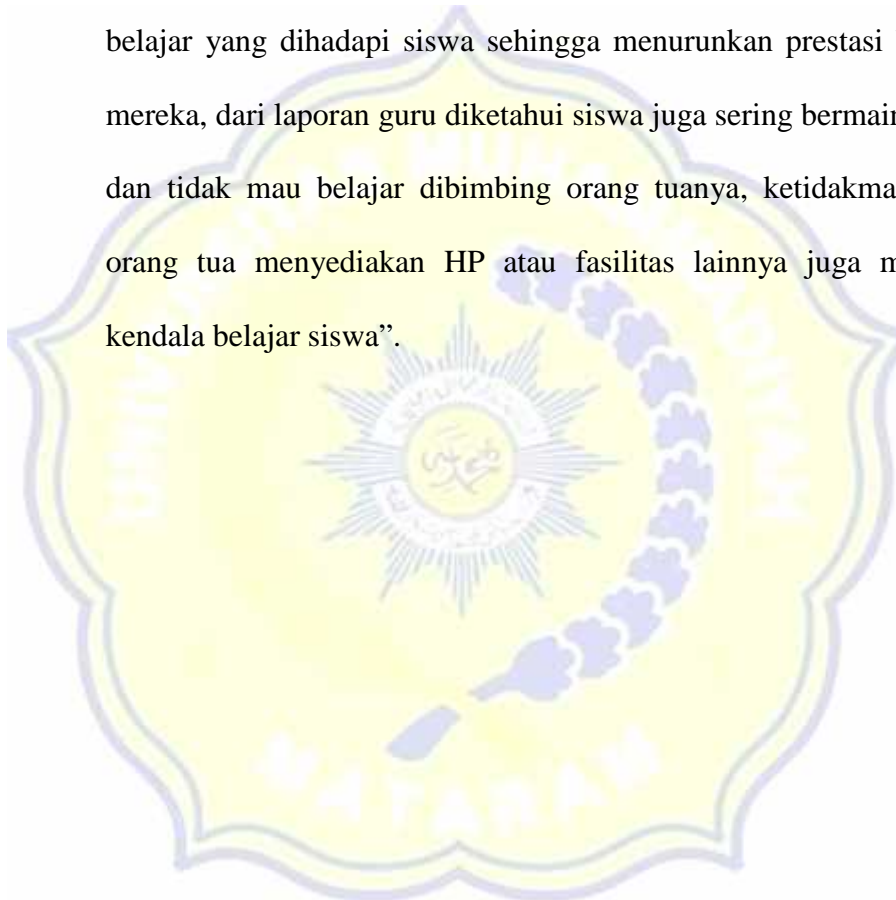 belajar yang dihadapi siswa sehingga menurunkan prestasi
mereka, dari laporan guru diketahui siswa juga sering bermain
dan tidak mau belajar dibimbing orang tuanya,
orang tua menyediakan HP atau fasilitas lainnya juga
kendala belajar siswa”.
MATARAM